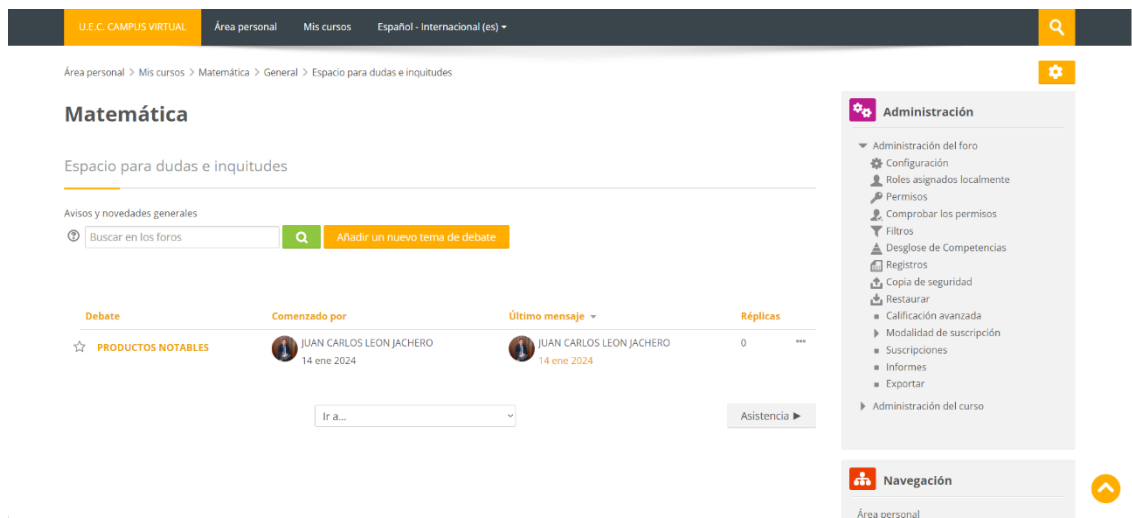 U.E.C. CAMPUS VIRTUAL Área personal Mis cursos Español - Internacional (es)
Área personal > Mis cursos > Matemática > General > Espacio para dudas e inquitudes
Matemática
Espacio para dudas e inquitudes
Avisos y novedades generales
Buscar en los foros Añadir un nuevo tema de debate
Debate Comenzado por Último mensaje Réplicas
PRODUCTOS NOTABLES JUAN CARLOS LEON JACHERO JUAN CARLOS LEON JACHERO 0
14 ene 2024 14 ene 2024
Ir a... Asistencia ▶
Administración
Administración del foro
Configuración
Roles asignados localmente
Permisos
Comprobar los permisos
Filtros
Desglose de Competencias
Registros
Copia de seguridad
Restaurar
Calificación avanzada
Modalidad de suscripción
Suscripciones
Informes
Exportar
Administración del curso
Navegación
Área personal